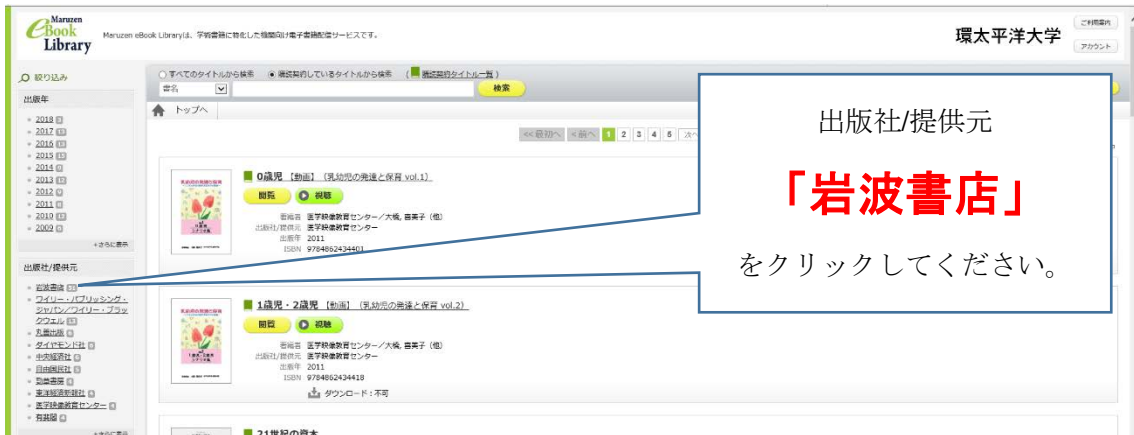 Maruzen
eBook
Library
Maruzen eBook Libraryは、学術書籍に特化した機関向け電子書籍配信サービスです。
環太平洋大学
ご利用案内
アカウント
絞り込み
すべてのタイトルから検索 購読契約しているタイトルから検索 ( 購読契約タイトル一覧 )
書名
検索
トップへ
出版年
2018
2017
2016
2015
2014
2013
2012
2011
2010
2009
+さらに表示
<<最初へ <前へ 1 2 3 4 5 次へ
出版社/提供元
「岩波書店」
をクリックしてください。
0歳児 【動画】 (乳幼児の発達と保育 vol.1)
閲覧 視聴
著編者 医学映像教育センター/大橋, 喜美子 (他)
出版社/提供元 医学映像教育センター
出版年 2011
ISBN 9784862434401
出版社/提供元
岩波書店
ワイリー・パブリッシング・
ジャパン/ワイリー・ブラッ
クウエル
丸善出版
ダイヤモンド社
中央経済社
自由国民社
勁草書房
東洋経済新報社
医学映像教育センター
有斐閣
+さらに表示
1歳児・2歳児 【動画】 (乳幼児の発達と保育 vol.2)
閲覧 視聴
著編者 医学映像教育センター/大橋, 喜美子 (他)
出版社/提供元 医学映像教育センター
出版年 2011
ISBN 9784862434418
ダウンロード：不可
21世紀の資本